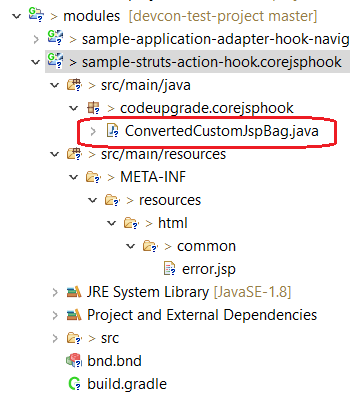 > modules [devcon-test-project master]
> sample-application-adapter-hook-navig
> sample-struts-action-hook.corejsphook
> src/main/java
> codeupgrade.corejsphook
ConvertedCustomJspBag.java
> src/main/resources
> META-INF
> resources
> html
> common
error.jsp
JRE System Library [JavaSE-1.8]
Project and External Dependencies
> src
bnd.bnd
build.gradle